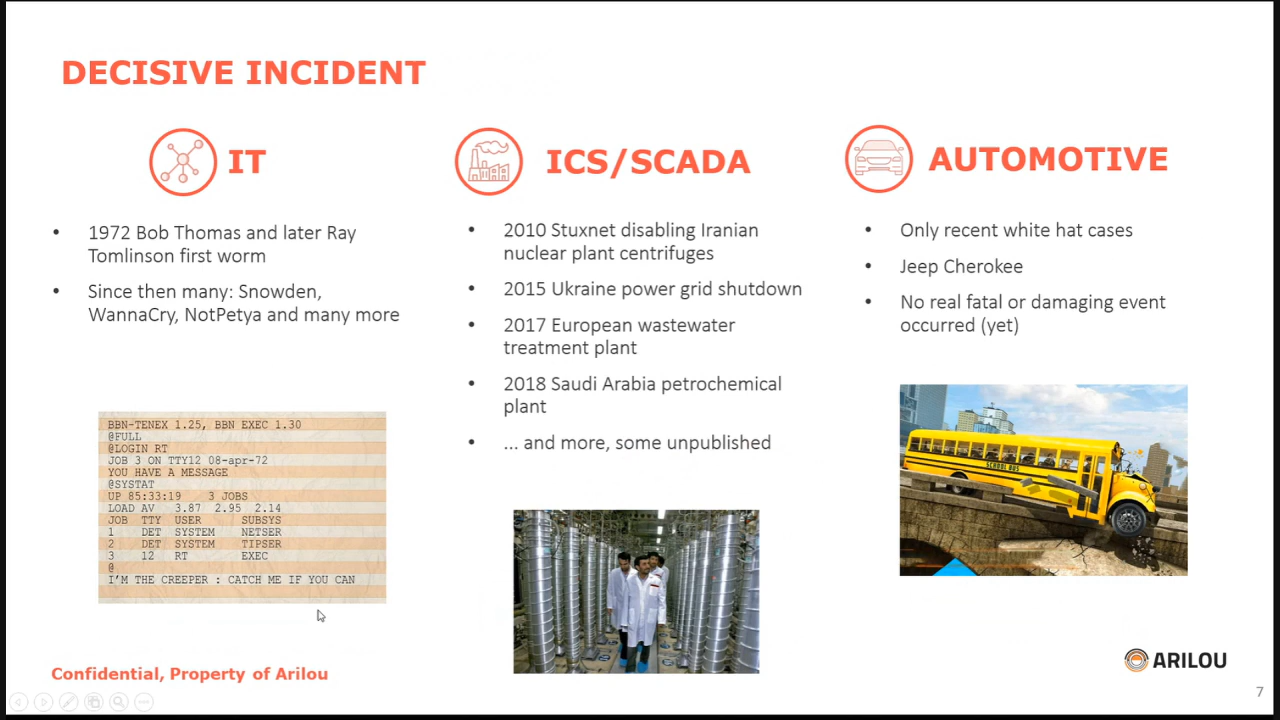 DECISIVE INCIDENT
IT
• 1972 Bob Thomas and later Ray
Tomlinson first worm
• Since then many: Snowden,
WannaCry, NotPetya and many more
BBN-TENEX 1.25, BBN EXEC 1.30
@FULL
@LOGIN RT
JOB 3 ON TTY12 08-apr-72
YOU HAVE A MESSAGE
@SYSTAT
UP 85:33:19 3 JOBS
LOAD AV 3.87 2.95 2.14
JOB TTY USER SUBSYS
1 DET SYSTEM NETSER
2 DET SYSTEM TIPSER
3 12 RT EXEC
@
I'M THE CREEPER : CATCH ME IF YOU CAN
ICS/SCADA
• 2010 Stuxnet disabling Iranian
nuclear plant centrifuges
• 2015 Ukraine power grid shutdown
• 2017 European wastewater
treatment plant
• 2018 Saudi Arabia petrochemical
plant
• ... and more, some unpublished
AUTOMOTIVE
• Only recent white hat cases
• Jeep Cherokee
• No real fatal or damaging event
occurred (yet)
SCHOOL BUS
Confidential, Property of Arilou
ARILOU
7